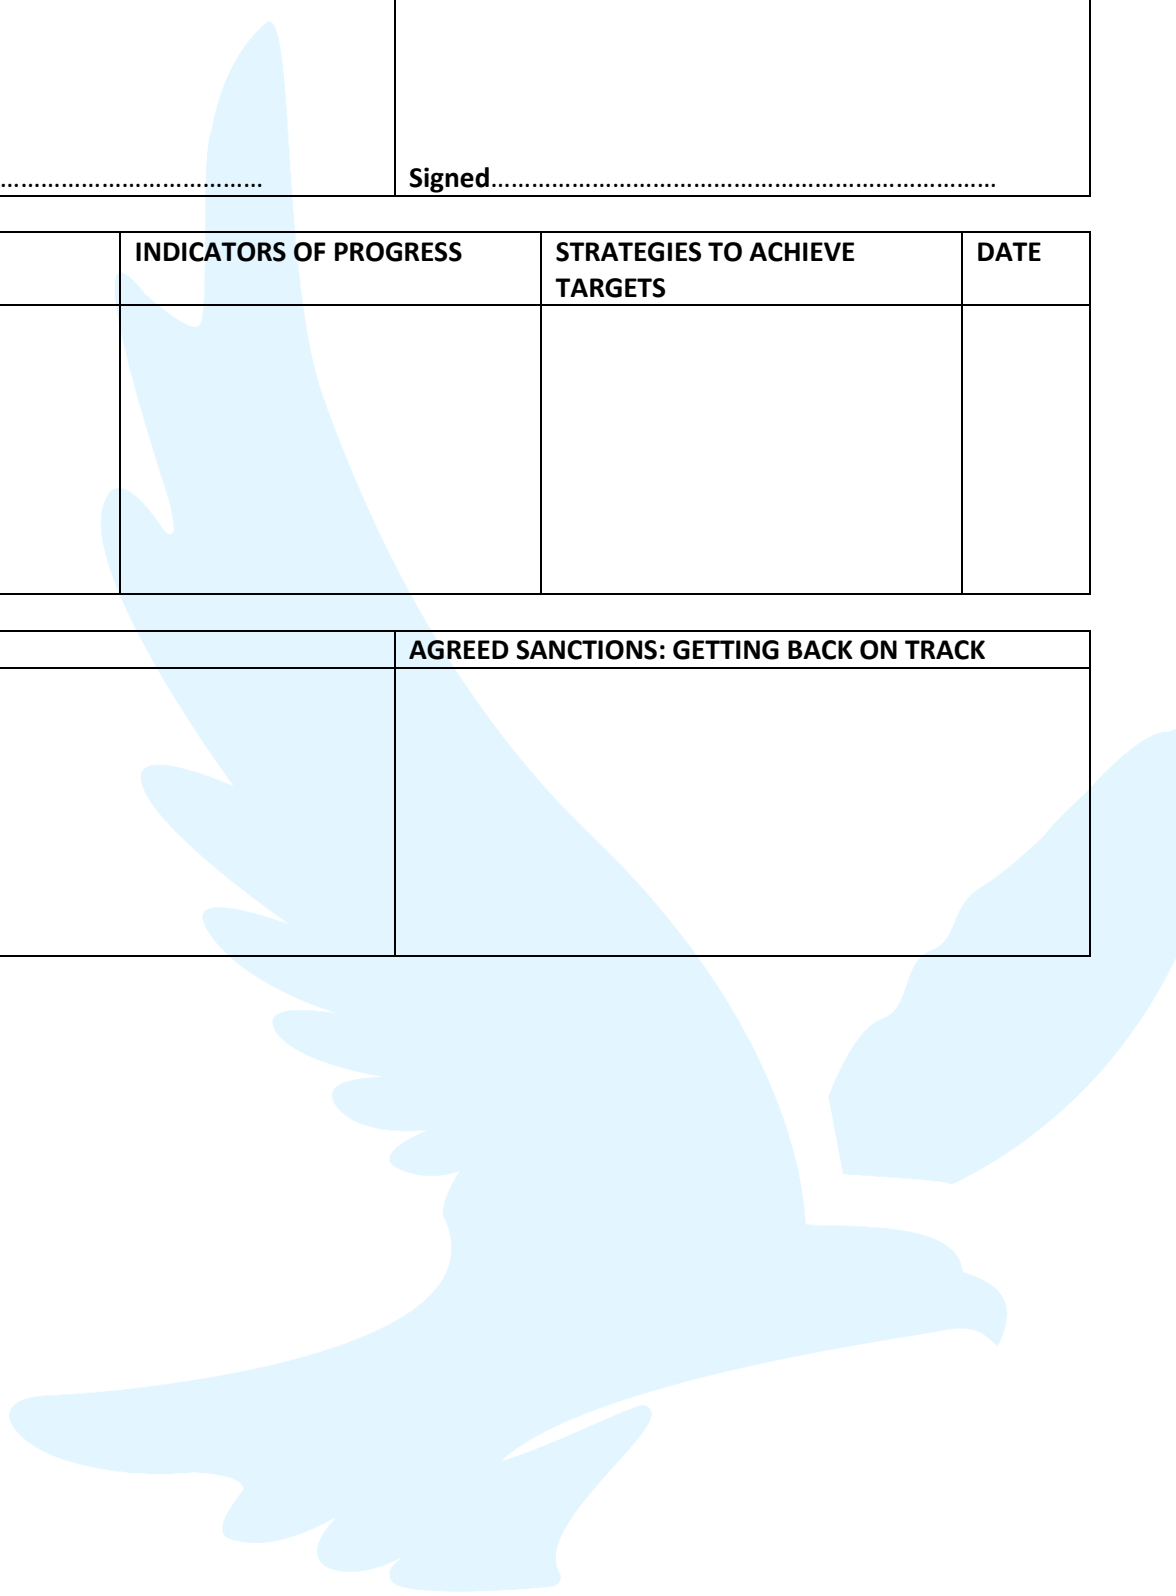 ……………………………………
Signed…………………………………………………………………
INDICATORS OF PROGRESS
STRATEGIES TO ACHIEVE
TARGETS
DATE
AGREED SANCTIONS: GETTING BACK ON TRACK